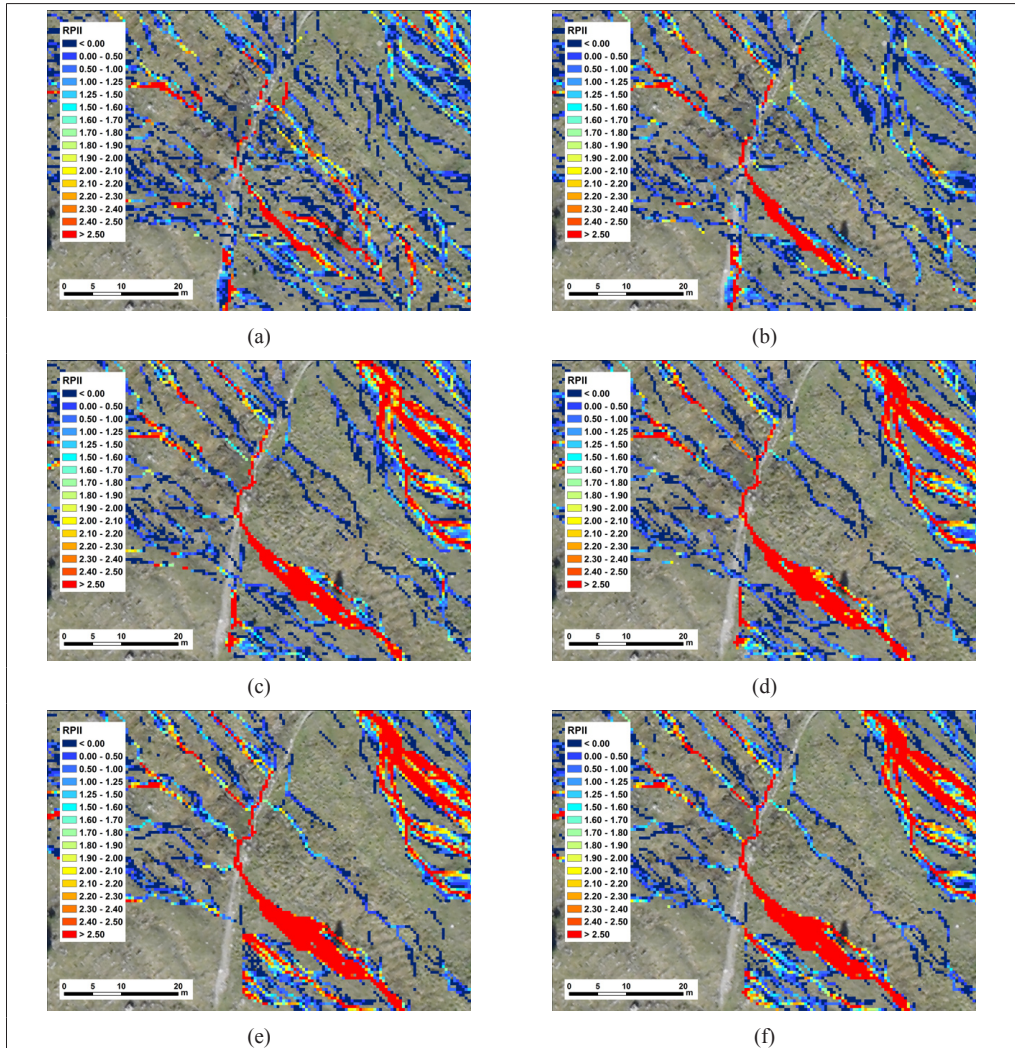 RPII
< 0.00
0.00 - 0.50
0.50 - 1.00
1.00 - 1.25
1.25 - 1.50
1.50 - 1.60
1.60 - 1.70
1.70 - 1.80
1.80 - 1.90
1.90 - 2.00
2.00 - 2.10
2.10 - 2.20
2.20 - 2.30
2.30 - 2.40
2.40 - 2.50
> 2.50
0 5 10 20
m
(a)
RPII
< 0.00
0.00 - 0.50
0.50 - 1.00
1.00 - 1.25
1.25 - 1.50
1.50 - 1.60
1.60 - 1.70
1.70 - 1.80
1.80 - 1.90
1.90 - 2.00
2.00 - 2.10
2.10 - 2.20
2.20 - 2.30
2.30 - 2.40
2.40 - 2.50
> 2.50
0 5 10 20
m
(b)
RPII
< 0.00
0.00 - 0.50
0.50 - 1.00
1.00 - 1.25
1.25 - 1.50
1.50 - 1.60
1.60 - 1.70
1.70 - 1.80
1.80 - 1.90
1.90 - 2.00
2.00 - 2.10
2.10 - 2.20
2.20 - 2.30
2.30 - 2.40
2.40 - 2.50
> 2.50
0 5 10 20
m
(c)
RPII
< 0.00
0.00 - 0.50
0.50 - 1.00
1.00 - 1.25
1.25 - 1.50
1.50 - 1.60
1.60 - 1.70
1.70 - 1.80
1.80 - 1.90
1.90 - 2.00
2.00 - 2.10
2.10 - 2.20
2.20 - 2.30
2.30 - 2.40
2.40 - 2.50
> 2.50
0 5 10 20
m
(d)
RPII
< 0.00
0.00 - 0.50
0.50 - 1.00
1.00 - 1.25
1.25 - 1.50
1.50 - 1.60
1.60 - 1.70
1.70 - 1.80
1.80 - 1.90
1.90 - 2.00
2.00 - 2.10
2.10 - 2.20
2.20 - 2.30
2.30 - 2.40
2.40 - 2.50
> 2.50
0 5 10 20
m
(e)
RPII
< 0.00
0.00 - 0.50
0.50 - 1.00
1.00 - 1.25
1.25 - 1.50
1.50 - 1.60
1.60 - 1.70
1.70 - 1.80
1.80 - 1.90
1.90 - 2.00
2.00 - 2.10
2.10 - 2.20
2.20 - 2.30
2.30 - 2.40
2.40 - 2.50
> 2.50
0 5 10 20
m
(f)